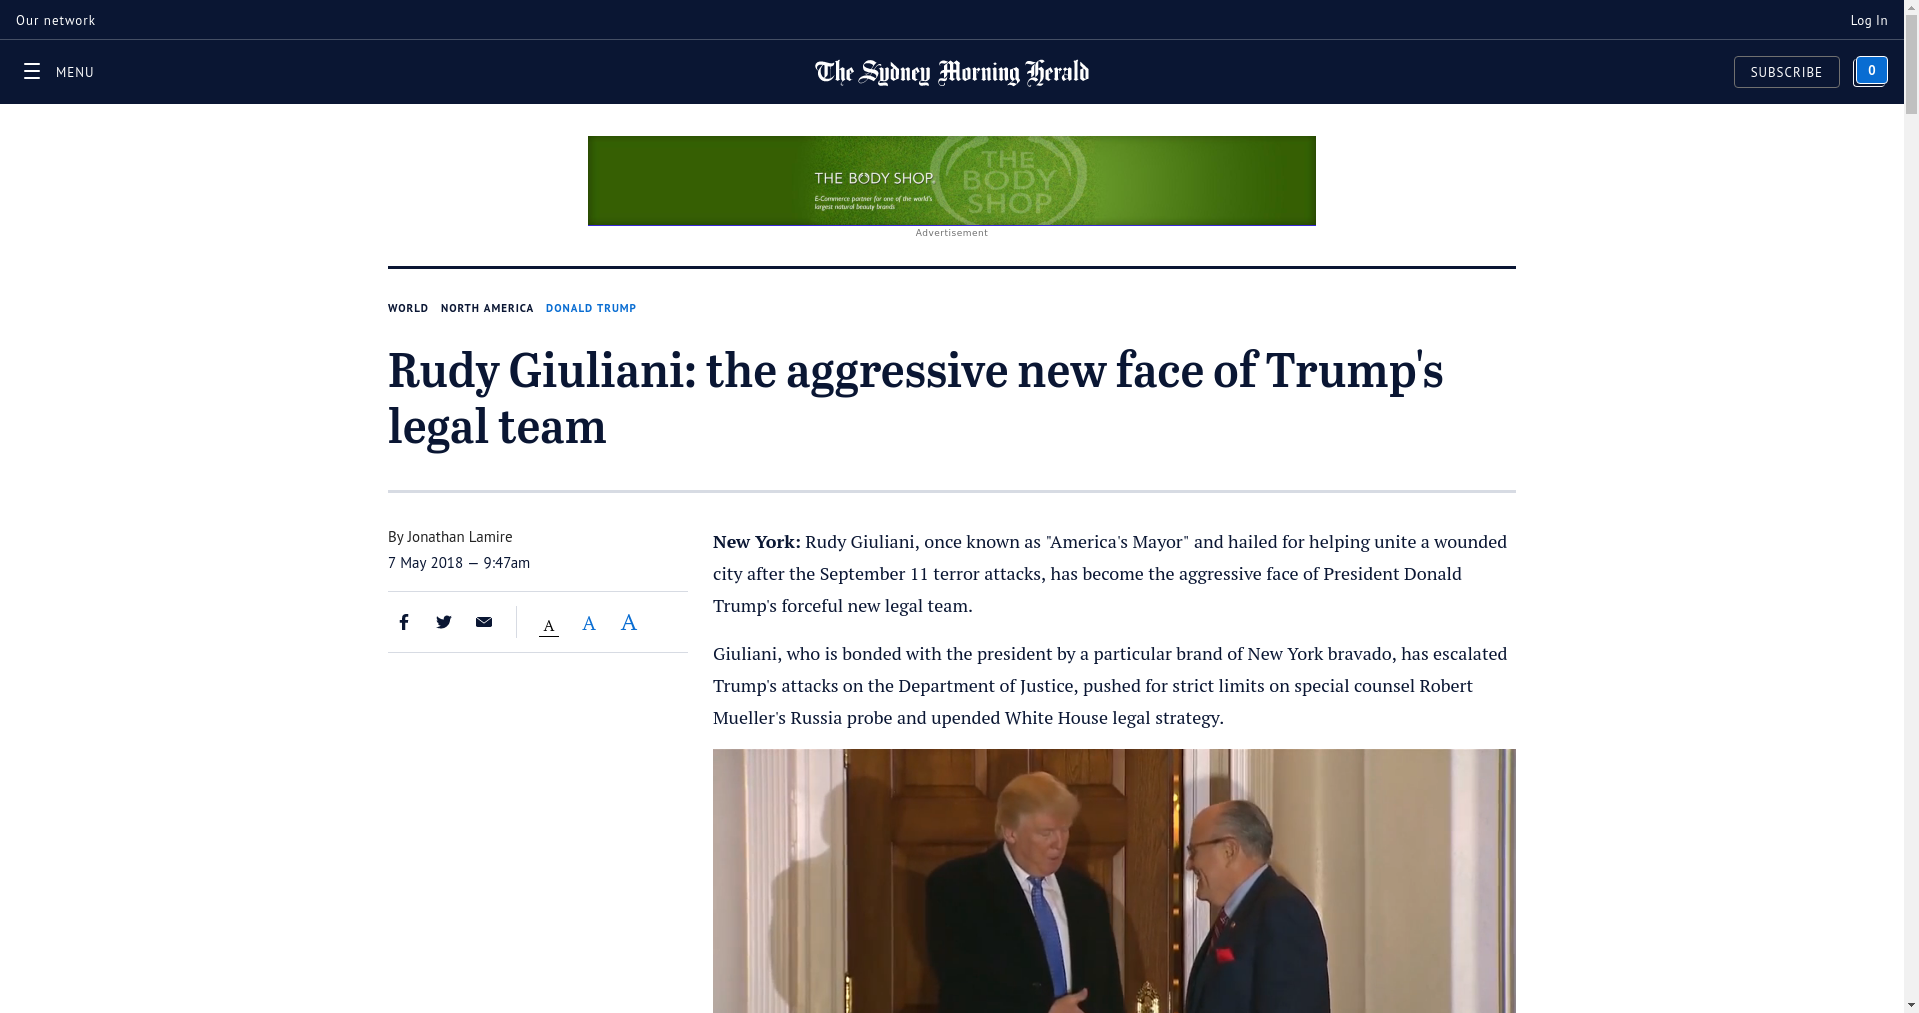 Our network
Log In
MENU
The Sydney Morning Herald
SUBSCRIBE
0
THE BODY SHOP.
E-Commerce partner for one of the world's
largest natural beauty brands
THE
BODY
SHOP
Advertisement
WORLD NORTH AMERICA DONALD TRUMP
Rudy Giuliani: the aggressive new face of Trump's
legal team
By Jonathan Lamire
7 May 2018 — 9:47am
A A A
New York: Rudy Giuliani, once known as "America's Mayor" and hailed for helping unite a wounded
city after the September 11 terror attacks, has become the aggressive face of President Donald
Trump's forceful new legal team.
Giuliani, who is bonded with the president by a particular brand of New York bravado, has escalated
Trump's attacks on the Department of Justice, pushed for strict limits on special counsel Robert
Mueller's Russia probe and upended White House legal strategy.